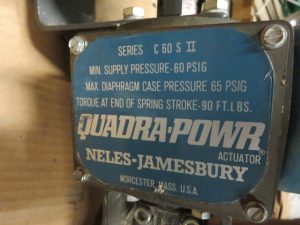 SERIES C 60 S II
MIN. SUPPLY PRESSURE-60 PSIG
MAX. DIAPHRAGM CASE PRESSURE 65 PSIG
TORQUE AT END OF SPRING STROKE-90 FT. LBS.
QUADRA-POWR®
ACTUATOR
NELES-JAMESBURY
WORCESTER, MASS. U.S.A.